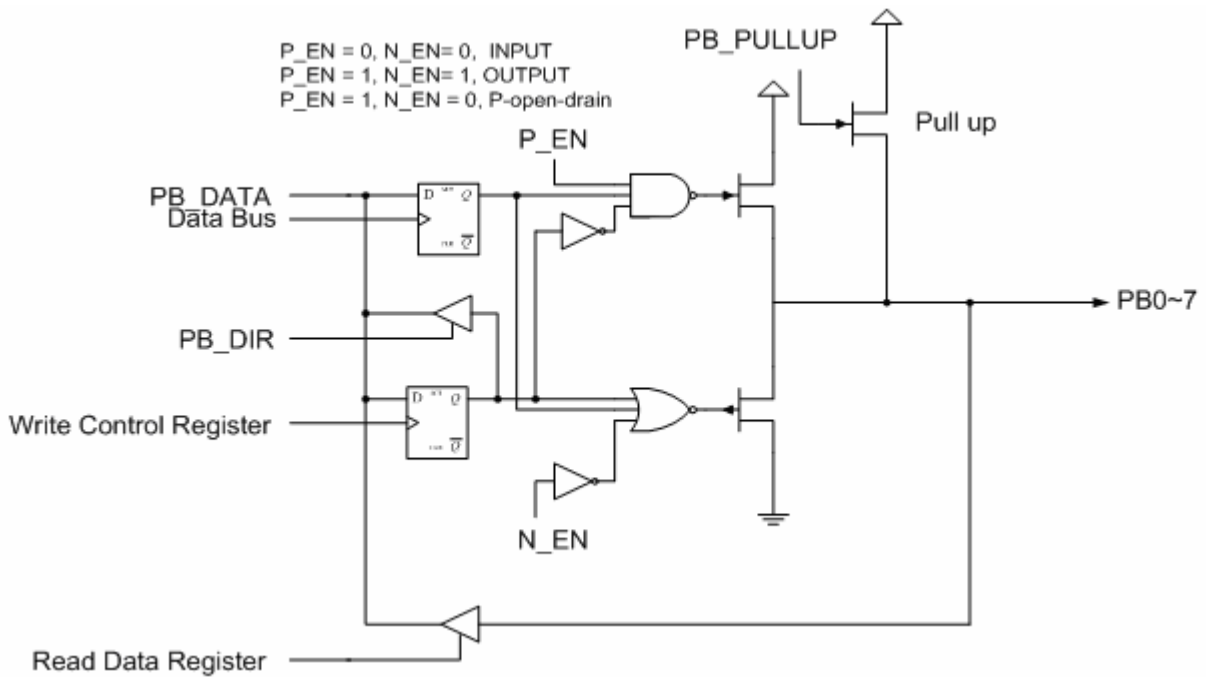 PB_PULLUP
P_EN = 0, N_EN= 0, INPUT
P_EN = 1, N_EN= 1, OUTPUT
P_EN = 1, N_EN = 0, P-open-drain
Pull up
P_EN
PB_DATA
Data Bus
D Q
Q
PB0~7
PB_DIR
D Q
Write Control Register
Q
N_EN
Read Data Register